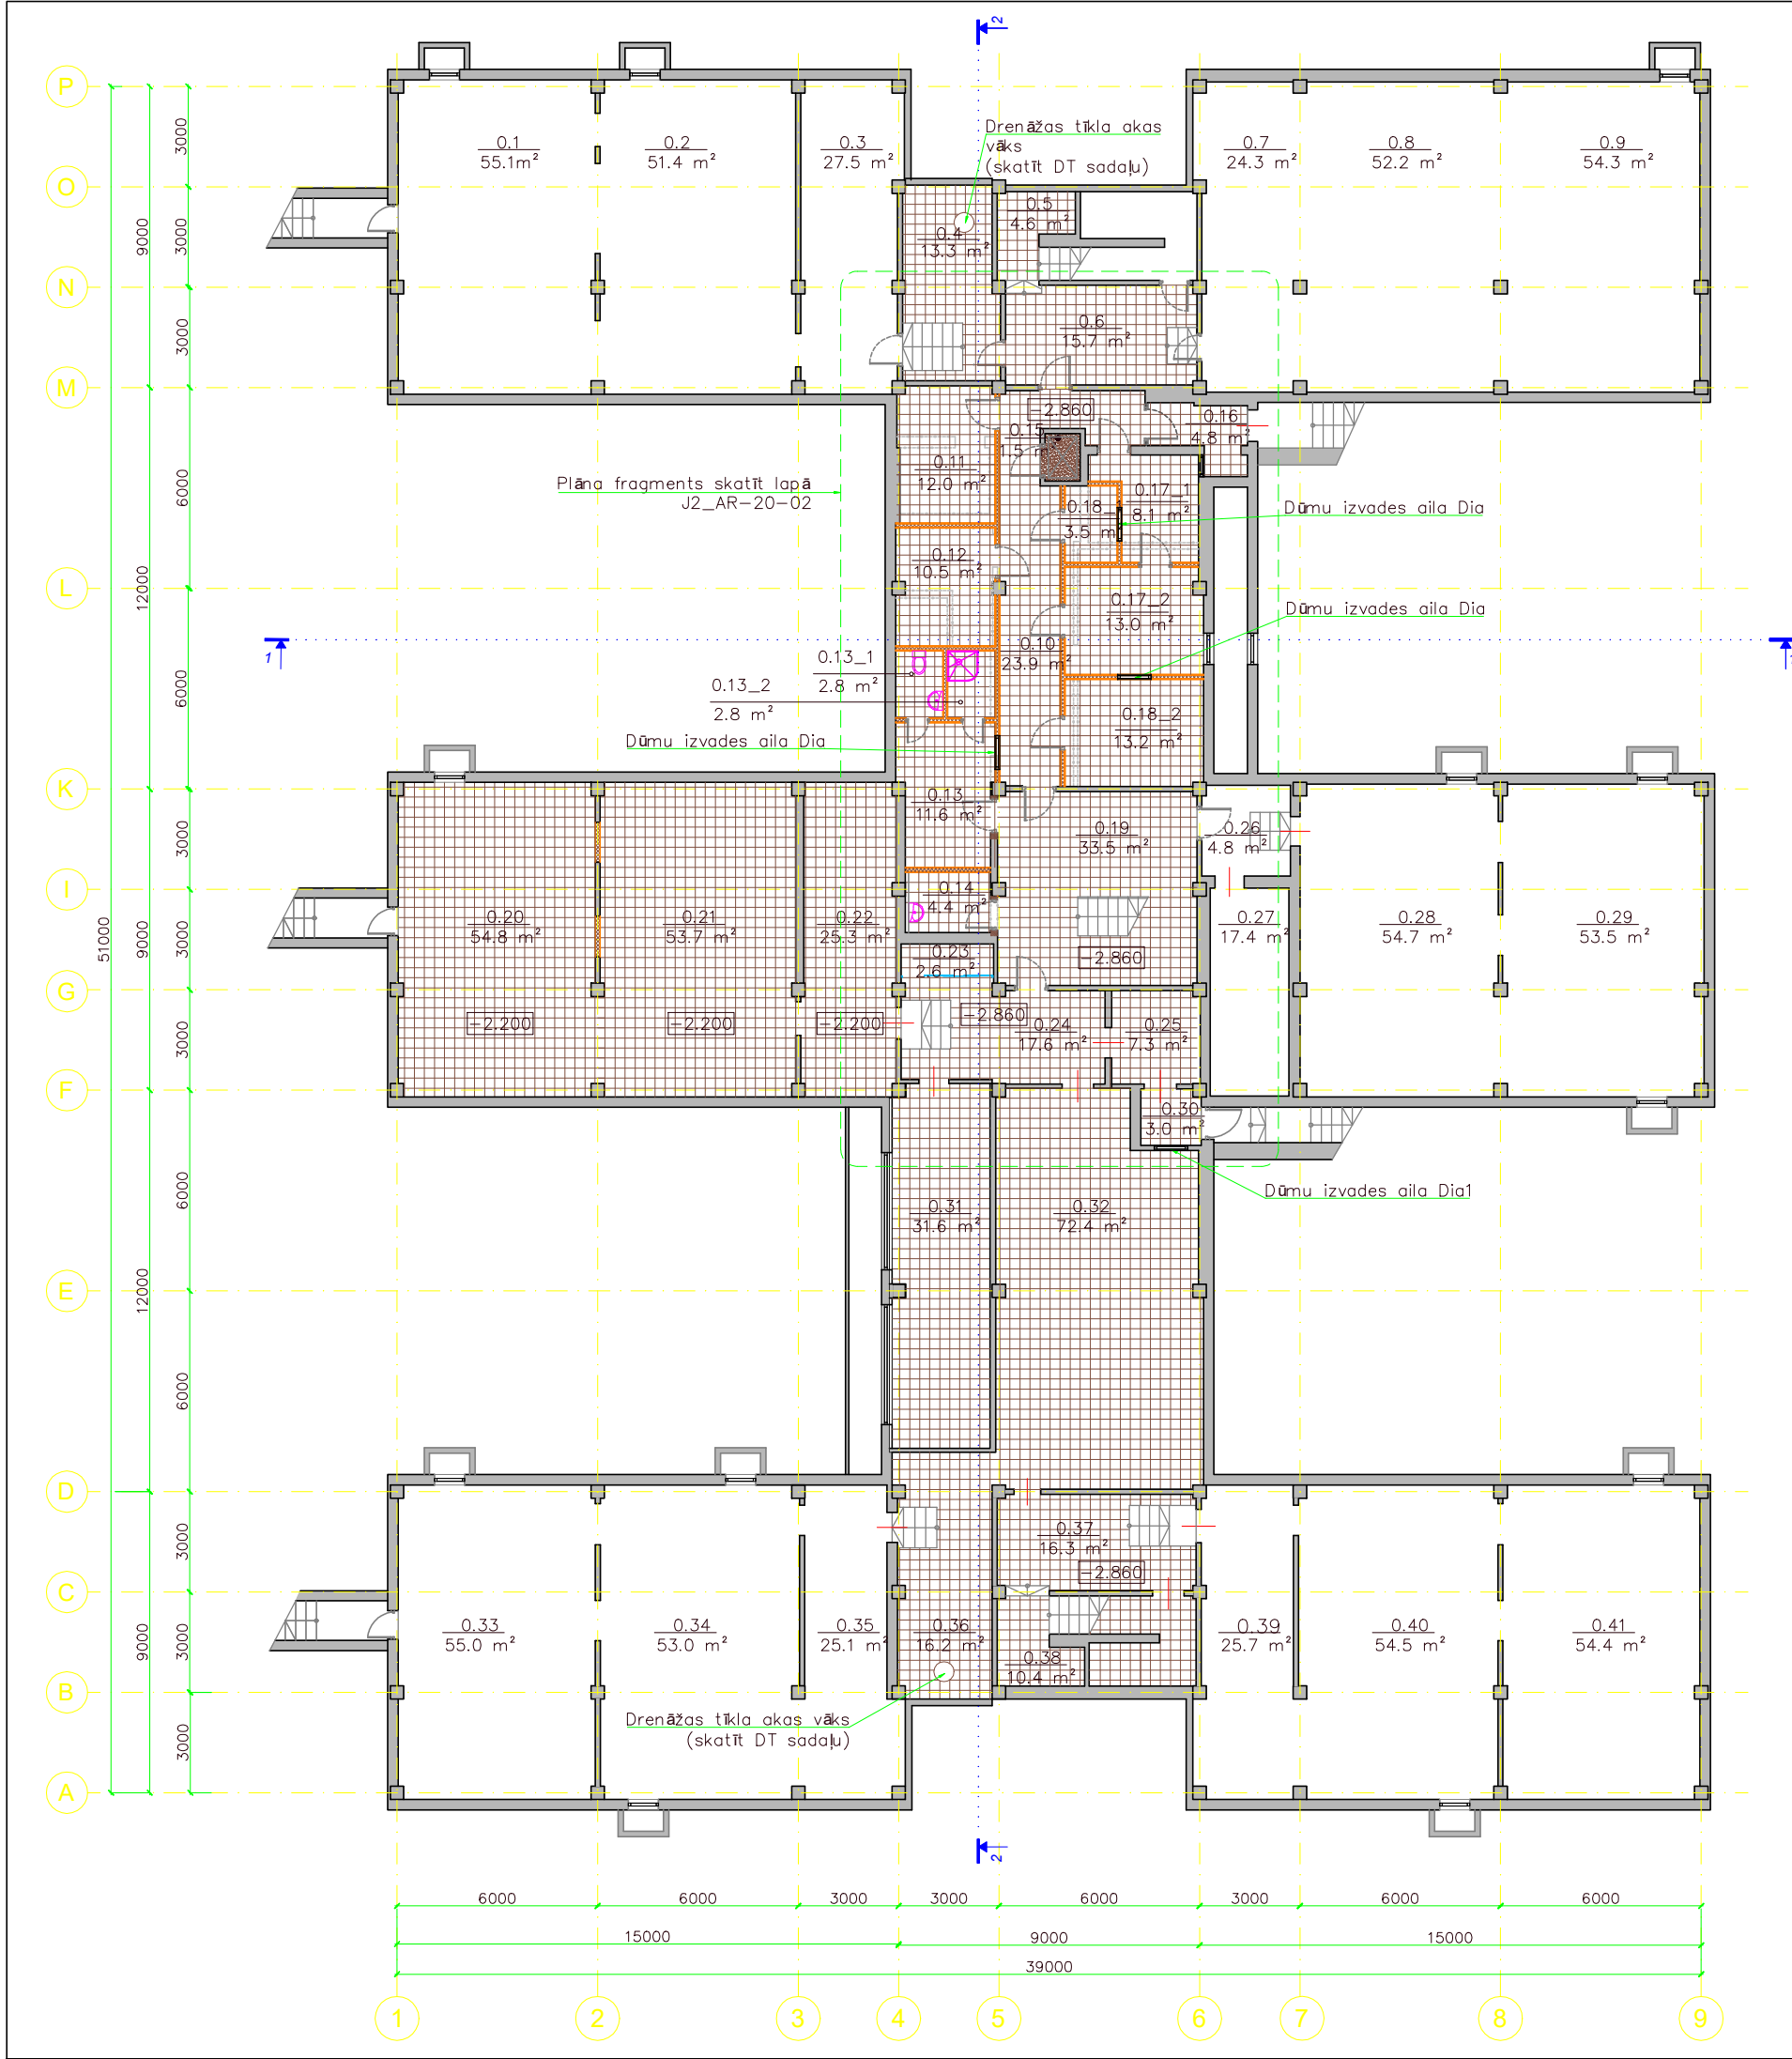 2
P
O
N
M
L
K
I
G
F
E
D
C
B
A
3000
3000
3000
6000
6000
3000
3000
3000
6000
6000
3000
3000
3000
9000
12000
9000
12000
9000
51000
0.1
55.1m²
0.2
51.4 m²
0.3
27.5 m²
Drenāžas tīkla akas
vāks
(skatīt DT sadaļu)
0.7
24.3 m²
0.8
52.2 m²
0.9
54.3 m²
0.4
13.3 m²
0.5
4.6 m²
0.6
15.7 m²
-2.860
0.15
1.5 m
0.16
4.8 m²
0.11
12.0 m²
Plāna fragments skatīt lapā
J2_AR-20-02
0.17_1
8.1 m²
0.18_
3.5 m
Dūmu izvades aila Dia
0.12
10.5 m²
0.17_2
13.0 m²
Dūmu izvades aila Dia
1
0.10
23.9 m²
0.13_1
2.8 m²
0.13_2
2.8 m²
0.18_2
13.2 m²
Dūmu izvades aila Dia
0.13
11.6 m²
0.19
33.5 m²
0.26
4.8 m²
0.14
4.4 m²
0.20
54.8 m²
0.21
53.7 m²
0.22
25.3 m²
0.27
17.4 m²
0.28
54.7 m²
0.29
53.5 m²
0.23
2.6 m²
-2.860
-2.200
-2.200
-2.200
-2.860
0.24
17.6 m²
0.25
7.3 m²
0.30
3.0 m²
Dūmu izvades aila Dia1
0.31
31.6 m²
0.32
72.4 m²
0.37
16.3 m²
-2.860
0.33
55.0 m²
0.34
53.0 m²
0.35
25.1 m²
0.36
16.2 m²
0.38
10.4 m²
0.39
25.7 m²
0.40
54.5 m²
0.41
54.4 m²
Drenāžas tīkla akas vāks
(skatīt DT sadaļu)
2
6000 6000 3000 3000 6000 3000 6000 6000
15000 9000 15000
39000
1 2 3 4 5 6 7 8 9